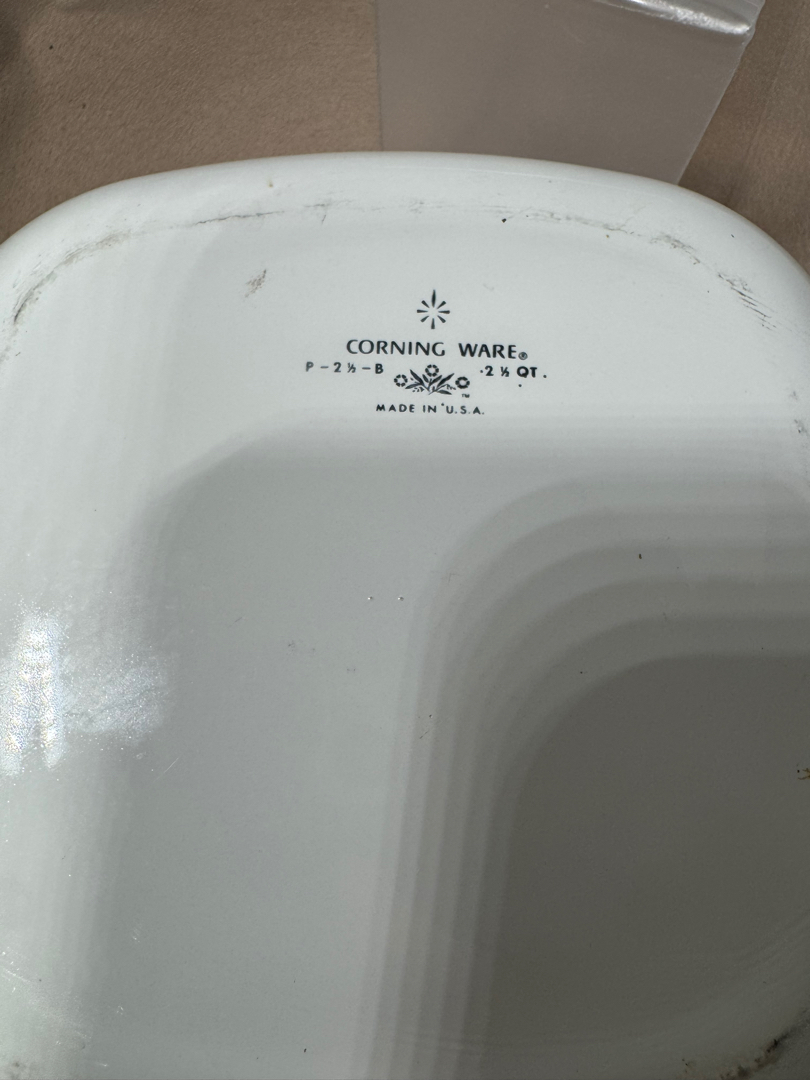 CORNING WARE®
P-2½-B 2½ QT.
™
MADE IN U.S.A.